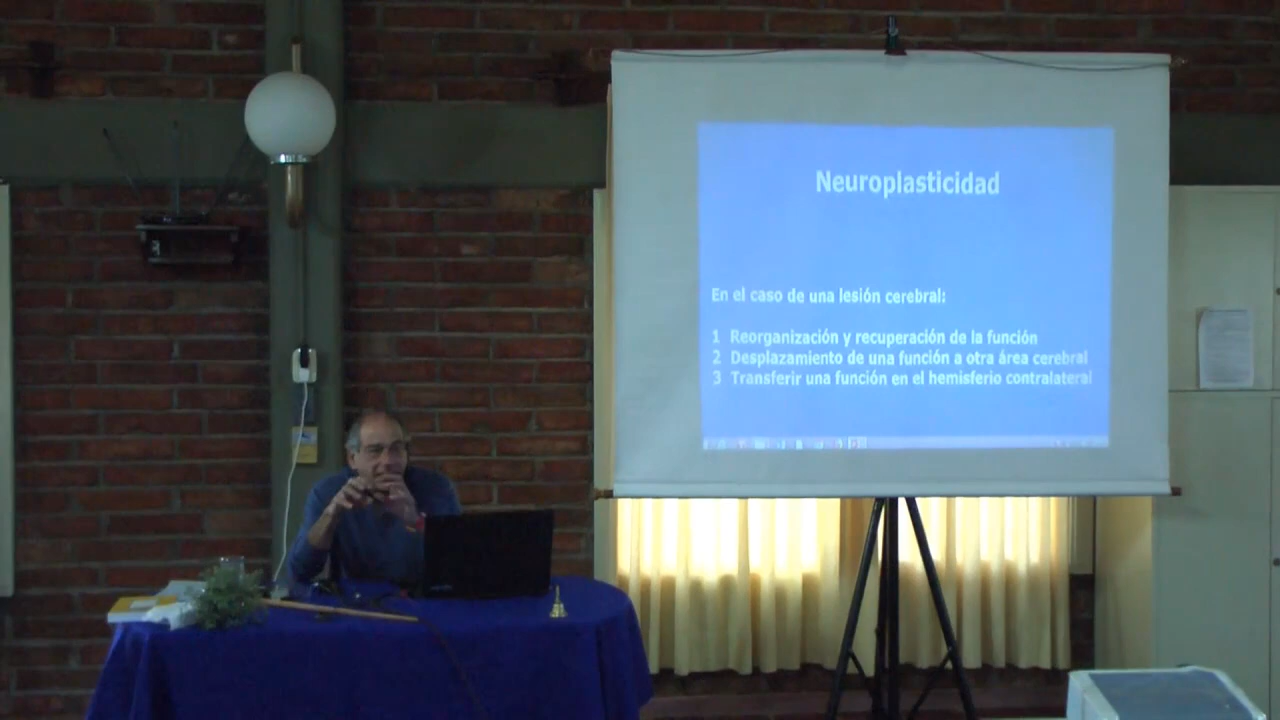 Neuroplasticidad
En el caso de una lesión cerebral:
1 Reorganización y recuperación de la función
2 Desplazamiento de una función a otra área cerebral
3 Transferir una función en el hemisferio contralateral